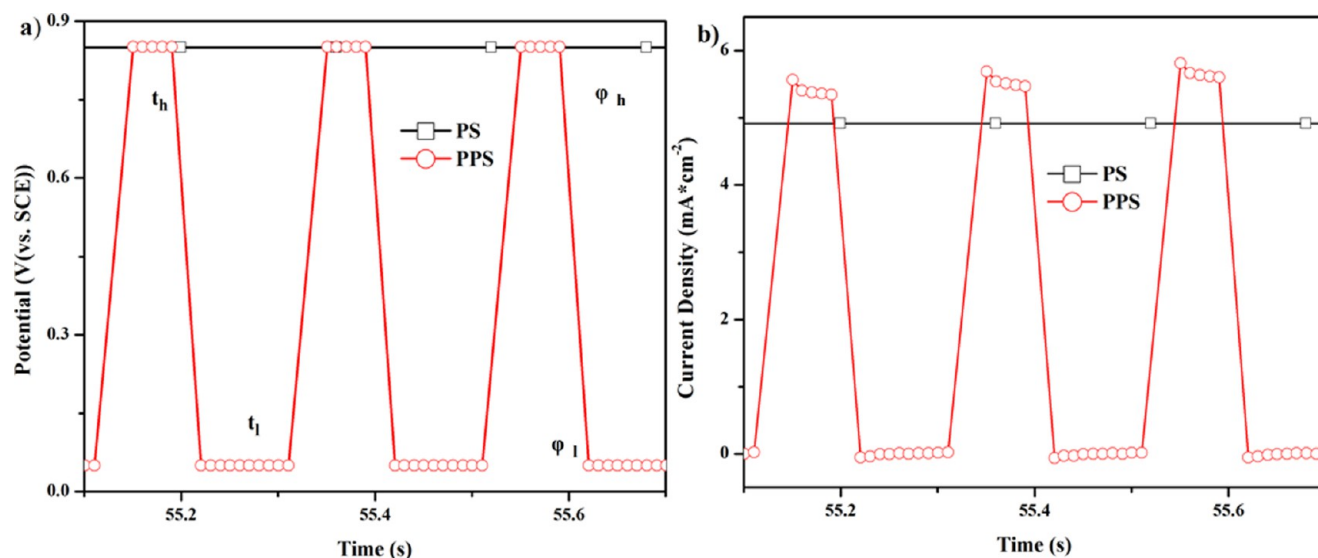 a)
0.9
0.6
0.3
0.0
Potential (V(vs. SCE))
t_h
φ_h
PS
PPS
t_l
φ_l
55.2 55.4 55.6
Time (s)
b)
6
4
2
0
Current Density (mA*cm^-2)
PS
PPS
55.2 55.4 55.6
Time (s)